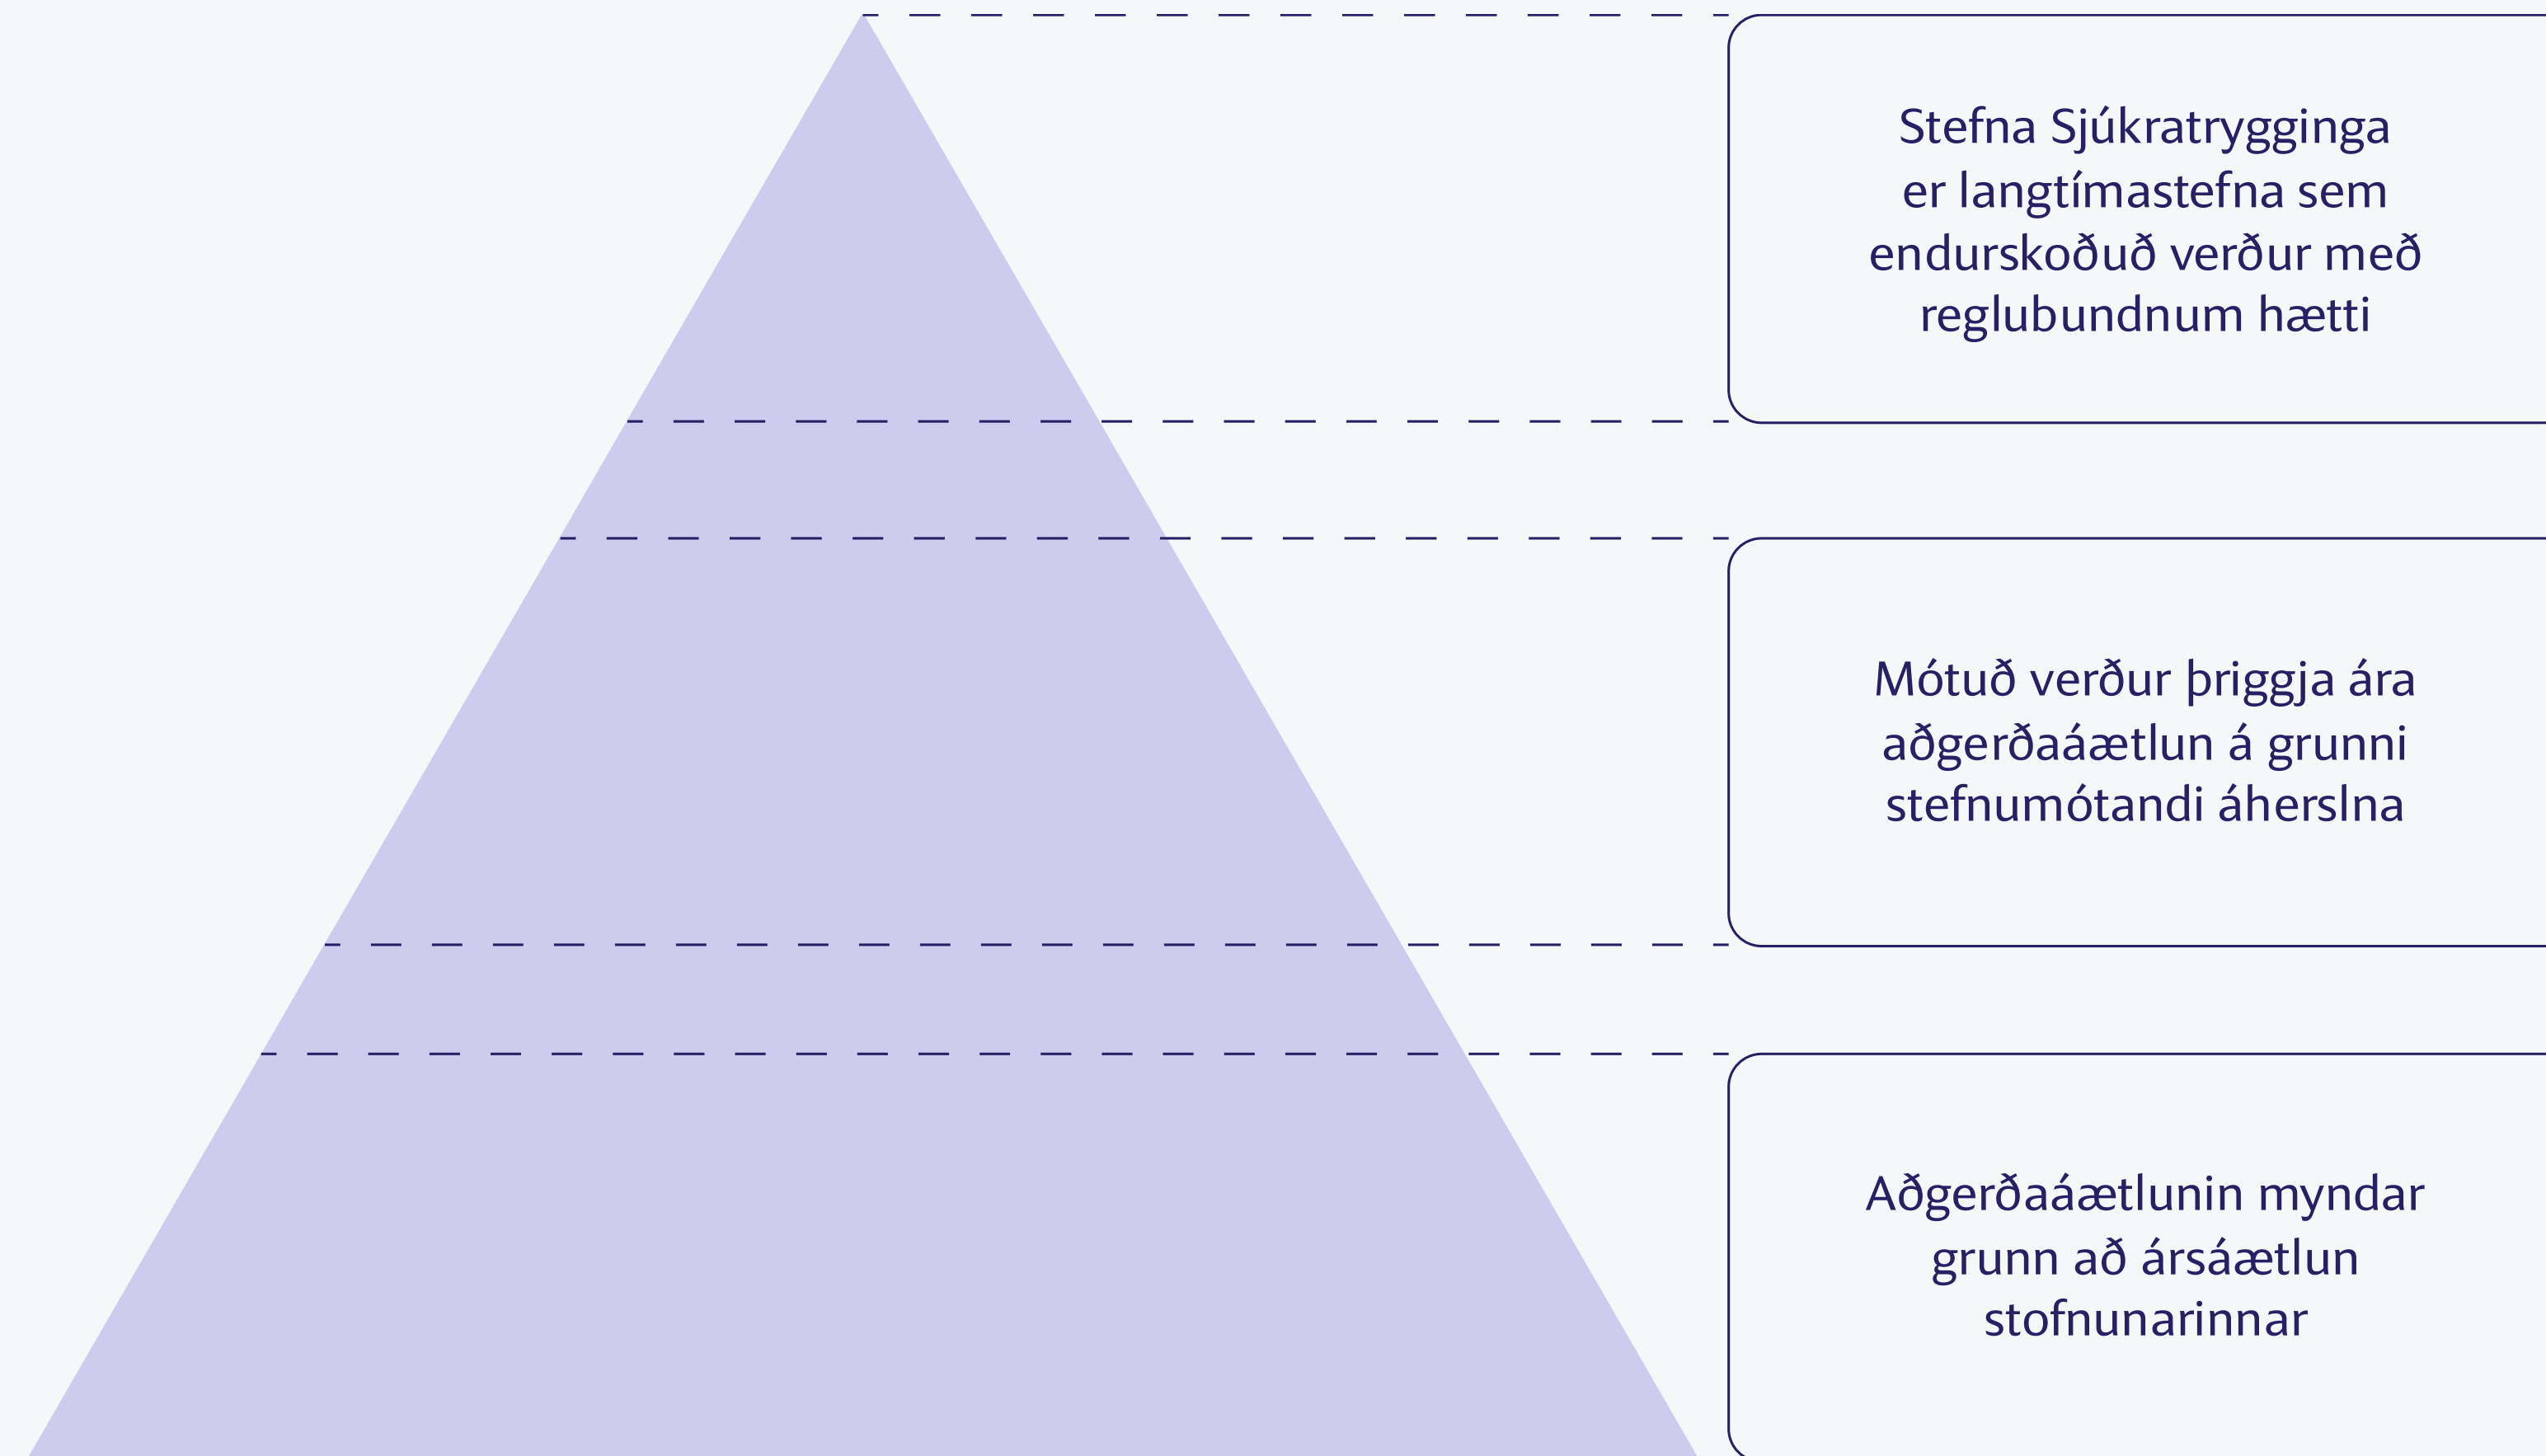 Stefna Sjúkratrygginga
er langtímastefna sem
endurskoðuð verður með
reglubundnum hætti
Mótuð verður þriggja ára
aðgerðaáætlun á grunni
stefnumótandi áherslna
Aðgerðaáætlunin myndar
grunn að ársáætlun
stofnunarinnar